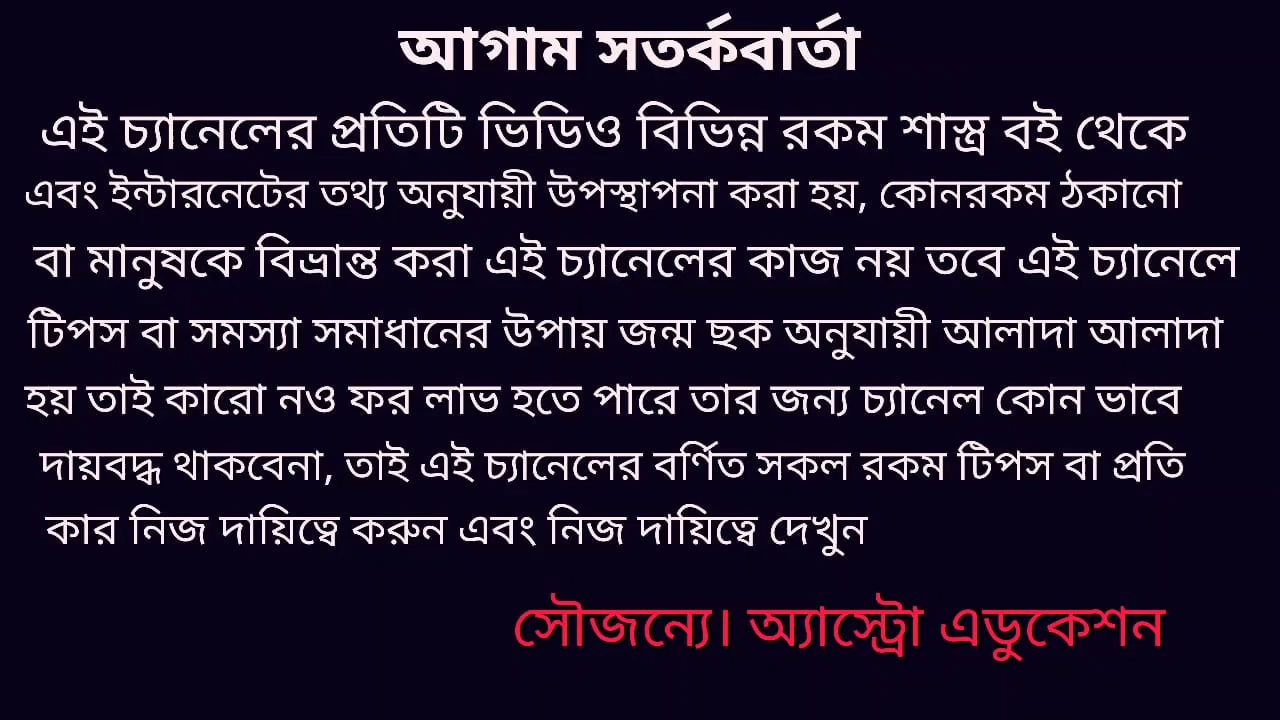 আগাম সতর্কবার্তা
এই চ্যানেলের প্রতিটি ভিডিও বিভিন্ন রকম শাস্ত্র বই থেকে
এবং ইন্টারনেটের তথ্য অনুযায়ী উপস্থাপনা করা হয়, কোনরকম ঠকানো
বা মানুষকে বিভ্রান্ত করা এই চ্যানেলের কাজ নয় তবে এই চ্যানেলে
টিপস বা সমস্যা সমাধানের উপায় জন্ম ছক অনুযায়ী আলাদা আলাদা
হয় তাই কারো নও ফর লাভ হতে পারে তার জন্য চ্যানেল কোন ভাবে
দায়বদ্ধ থাকবেনা, তাই এই চ্যানেলের বর্ণিত সকল রকম টিপস বা প্রতি
কার নিজ দায়িত্বে করুন এবং নিজ দায়িত্বে দেখুন
সৌজন্যে। অ্যাস্ট্রো এডুকেশন